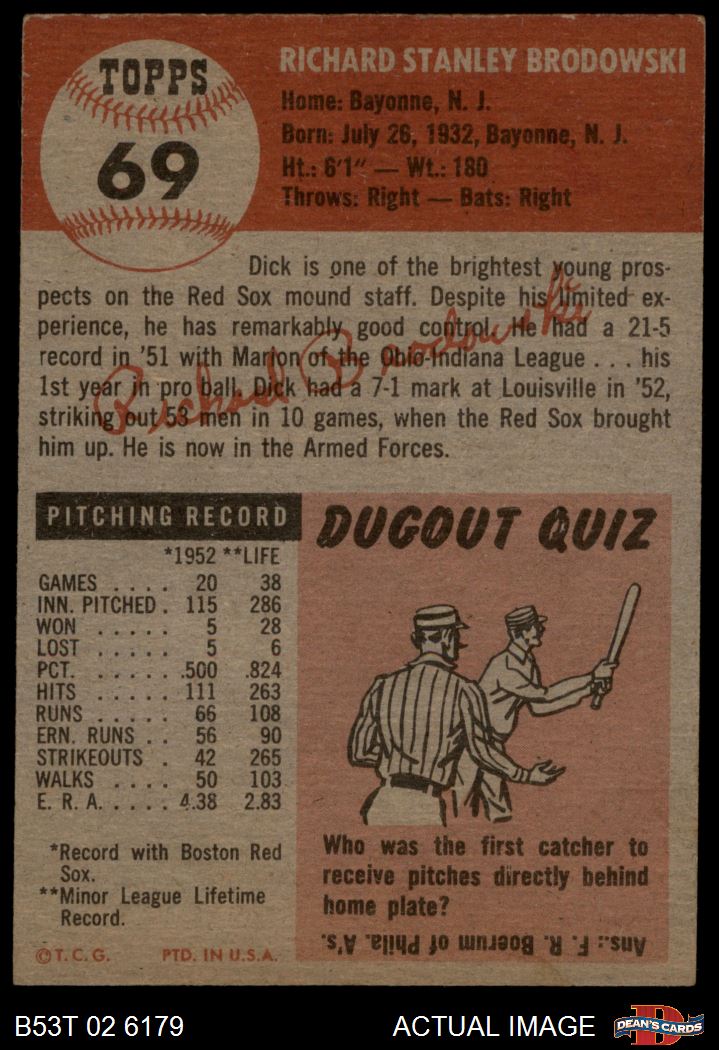 TOPPS
69
RICHARD STANLEY BRODOWSKI
Home: Bayonne, N. J.
Born: July 26, 1932, Bayonne, N. J.
Ht.: 6'1" — Wt.: 180
Throws: Right — Bats: Right
Dick is one of the brightest young pros-
pects on the Red Sox mound staff. Despite his limited ex-
perience, he has remarkably good control. He had a 21-5
record in '51 with Marion of the Ohio-Indiana League . . . his
1st year in pro ball. Dick had a 7-1 mark at Louisville in '52,
striking out 53 men in 10 games, when the Red Sox brought
him up. He is now in the Armed Forces.
Richard Brodowski
PITCHING RECORD
*1952 **LIFE
GAMES . . . . 20 38
INN. PITCHED . 115 286
WON . . . . . 5 28
LOST . . . . . 5 6
PCT. . . . . . .500 .824
HITS . . . . . 111 263
RUNS . . . . . 66 108
ERN. RUNS . . 56 90
STRIKEOUTS . 42 265
WALKS . . . . 50 103
E. R. A. . . . . . 4.38 2.83
*Record with Boston Red
Sox.
**Minor League Lifetime
Record.
© T. C. G. PTD. IN U.S.A.
DUGOUT QUIZ
Who was the first catcher to
receive pitches directly behind
home plate?
Ans.: F. R. Boerum of Phila. A's.
B53T 02 6179
ACTUAL IMAGE
D
DEAN'S CARDS